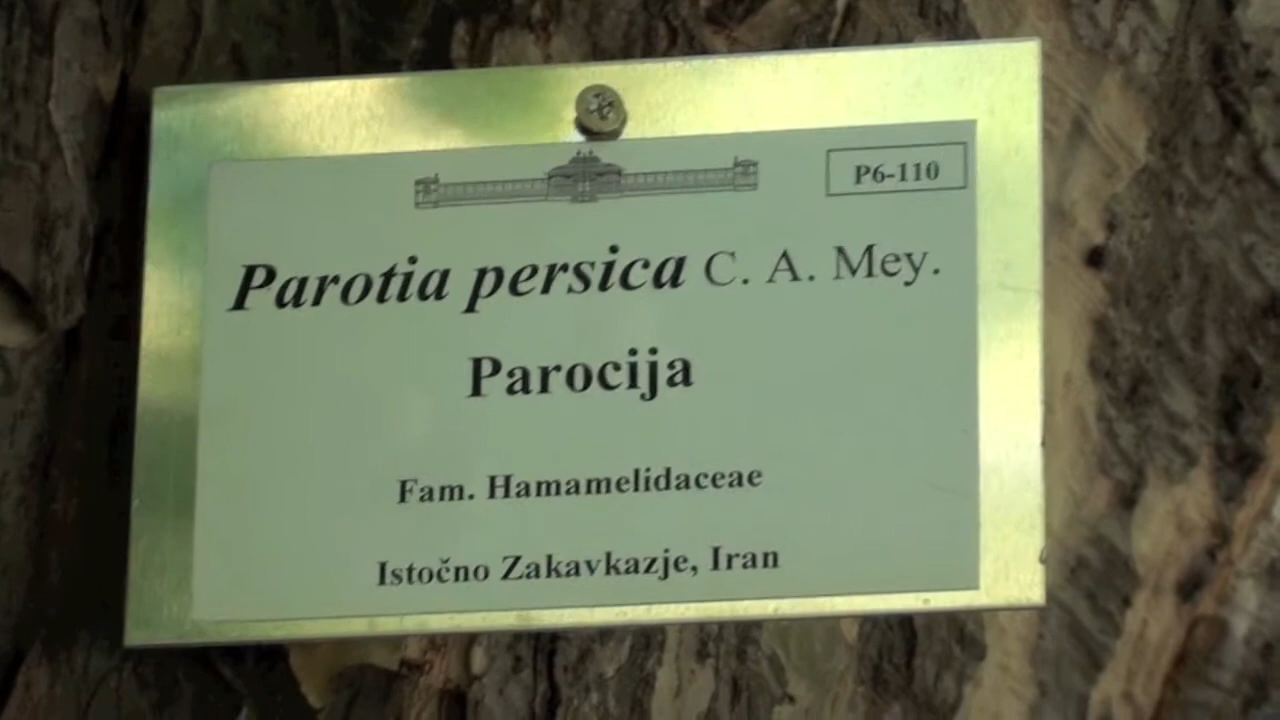 P6-110
Parotia persica C. A. Mey.
Parocija
Fam. Hamamelidaceae
Istočno Zakavkazje, Iran